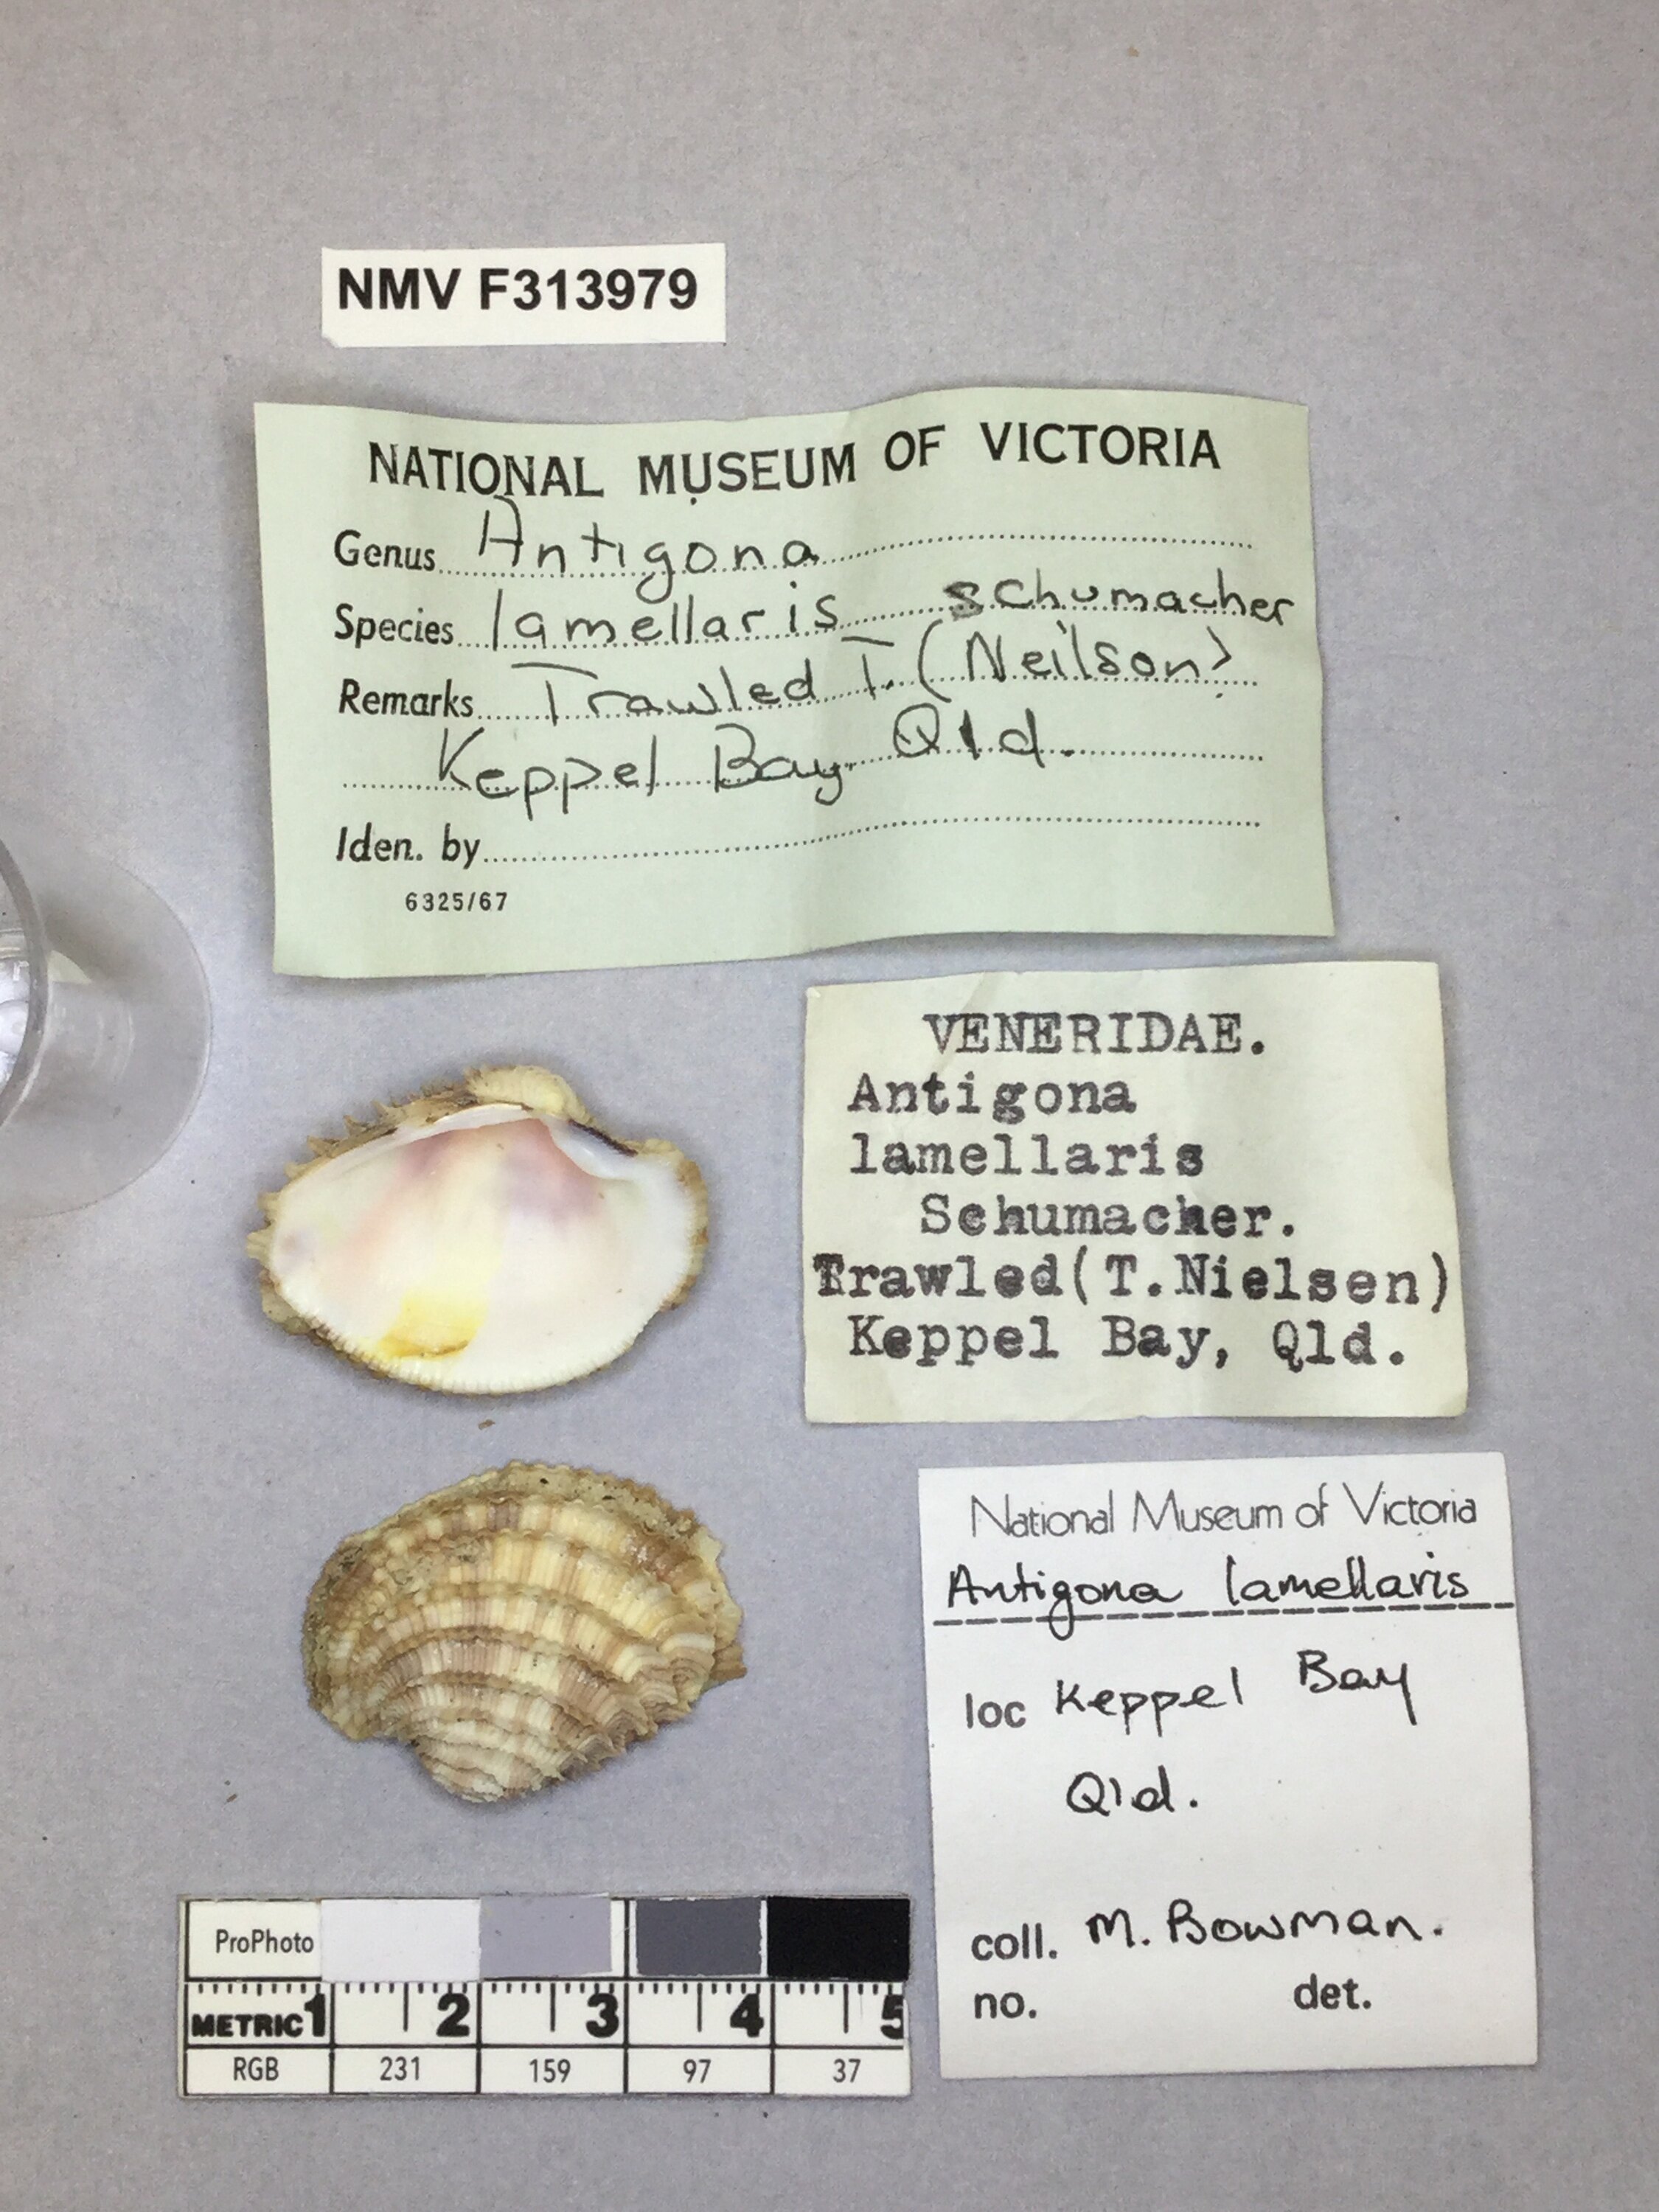 NMV F313979
NATIONAL MUSEUM OF VICTORIA
Genus Antigona
Species lamellaris schumacher
Remarks Trawled T. (Neilson)
Keppel Bay. Qld.
Iden. by
6325/67
VENERIDAE.
Antigona
lamellaris
Schumacher.
Trawled(T.Nielsen)
Keppel Bay, Qld.
National Museum of Victoria
Antigona lamellaris
loc Keppel Bay
Qld.
coll. M. Bowman.
no. det.
ProPhoto
METRIC 1 2 3 4 5
RGB 231 159 97 37